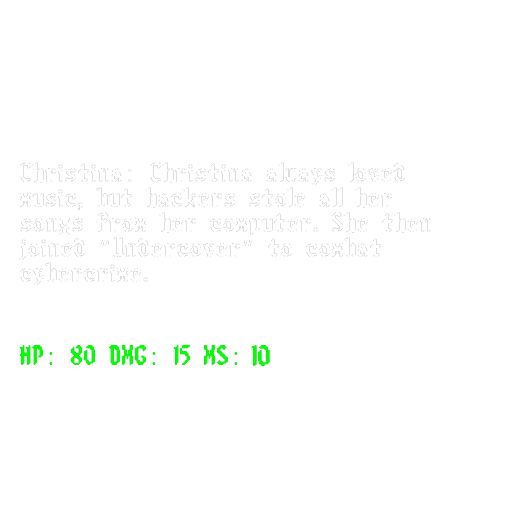 Christina: Christina always loved
music, but hackers stole all her
songs from her computer. She then
joined "Undercover" to combat
cybercrime.
HP: 80 DMG: 15 MS: 10